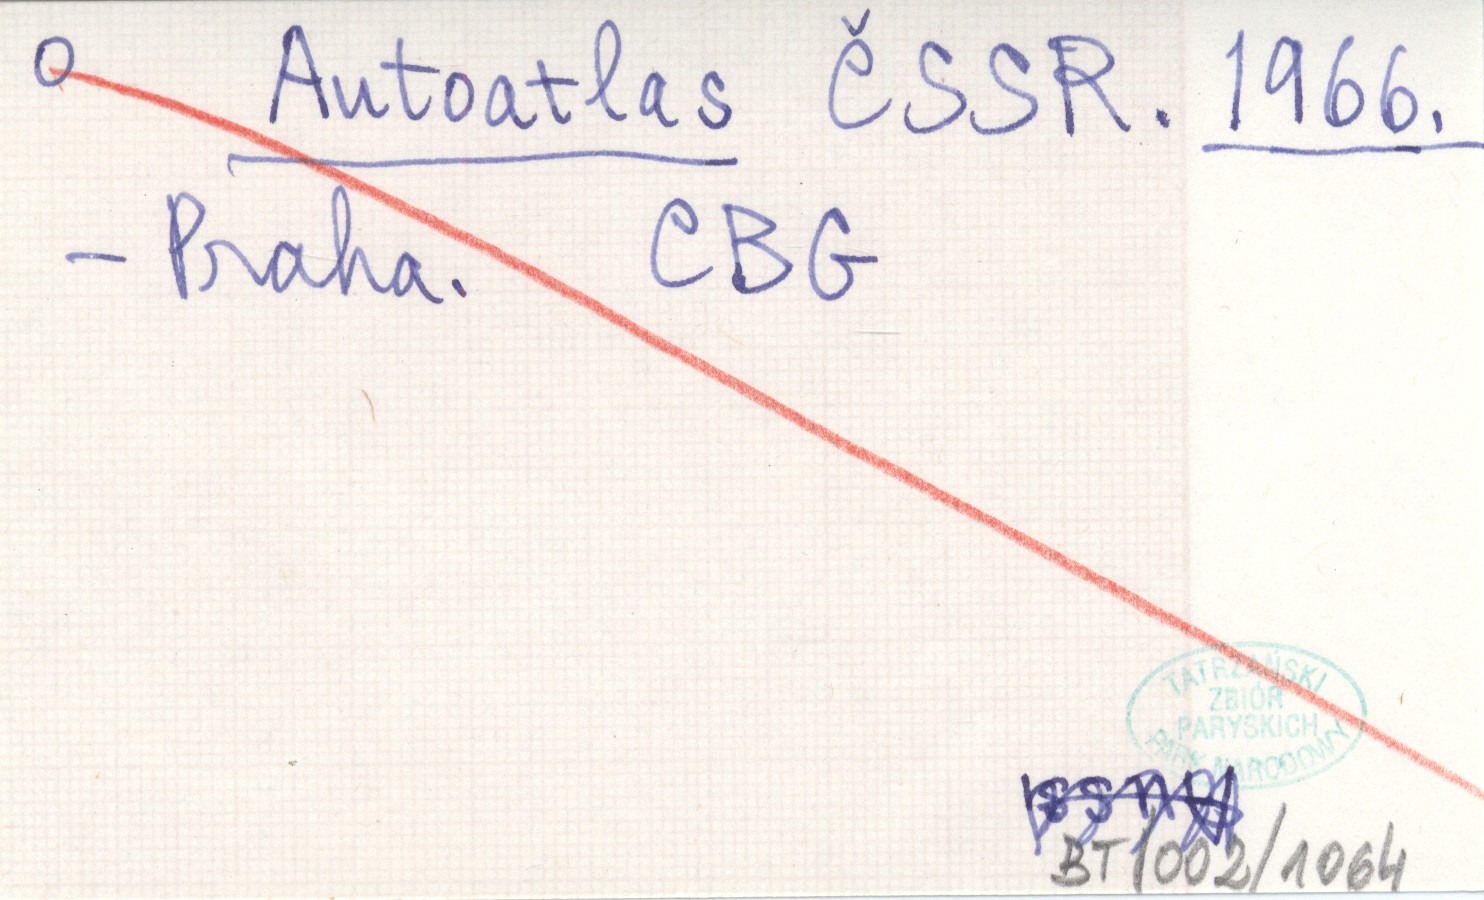 O Autoatlas ČSSR. 1966.
– Praha. CBG
TATRZAŃSKI
ZBIÓR
PARYSKICH
PARK NARODOWY
BT/002/1064